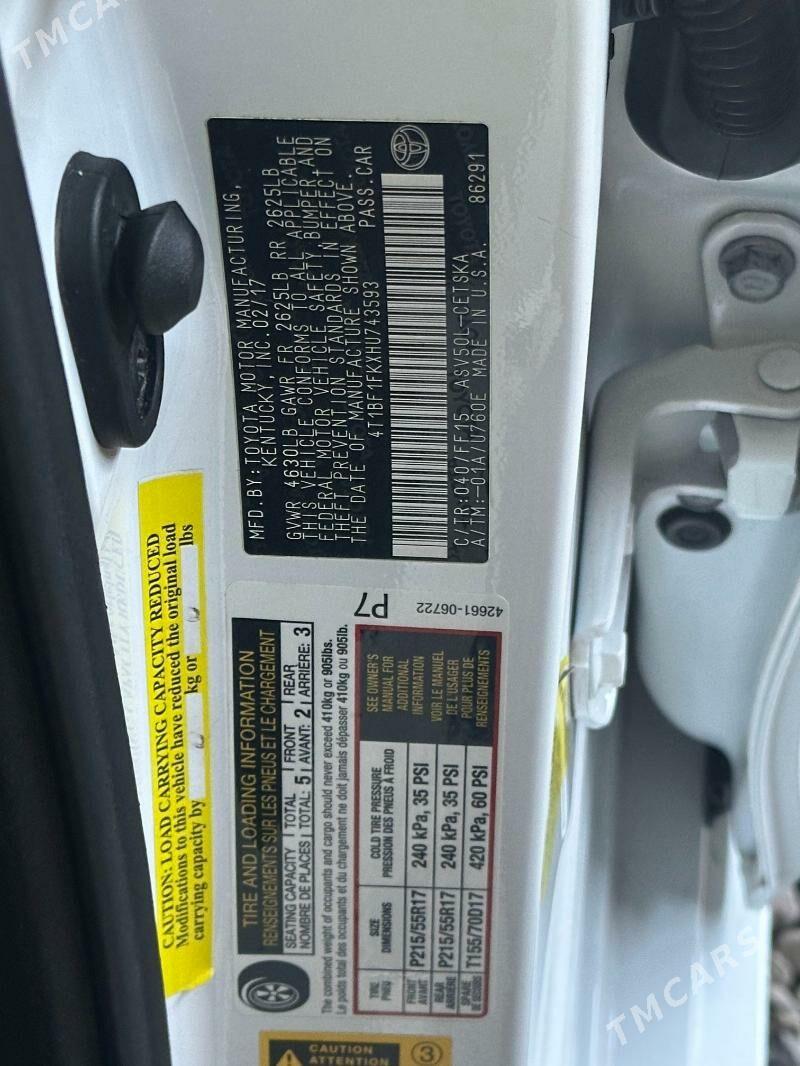 TMCARS
MFD.BY:TOYOTA MOTOR MANUFACTURING,
KENTUCKY, INC. 02/17
GVWR 4630LB GAWR FR 2625LB RR 2625LB
THIS VEHICLE CONFORMS TO ALL APPLICABLE
FEDERAL MOTOR VEHICLE SAFETY, BUMPER, AND
THEFT PREVENTION STANDARDS IN EFFECT ON
THE DATE OF MANUFACTURE SHOWN ABOVE.
4T1BF1FKXHU743593 PASS.CAR
C/TR:040/FF15 ASV50L-CETSKA
A/TM:-01A/U760E MADE IN U.S.A. 86291
CAUTION: LOAD CARRYING CAPACITY REDUCED
Modifications to this vehicle have reduced the original load
carrying capacity by kg or lbs
P7
42661-06722
TIRE AND LOADING INFORMATION
RENSEIGNEMENTS SUR LES PNEUS ET LE CHARGEMENT
SEATING CAPACITY TOTAL FRONT REAR
NOMBRE DE PLACES TOTAL: 5 AVANT: 2 ARRIÈRE: 3
The combined weight of occupants and cargo should never exceed 410kg or 905lbs.
Le poids total des occupants et du chargement ne doit jamais dépasser 410kg ou 905lb.
TIRE SIZE COLD TIRE PRESSURE
PNEU DIMENSIONS PRESSION DES PNEUS À FROID
FRONT AVANT P215/55R17 240 kPa, 35 PSI
REAR ARRIÈRE P215/55R17 240 kPa, 35 PSI
SPARE DE SECOURS T155/70D17 420 kPa, 60 PSI
SEE OWNER'S
MANUAL FOR
ADDITIONAL
INFORMATION
VOIR LE MANUEL
DE L'USAGER
POUR PLUS DE
RENSEIGNEMENTS
CAUTION
ATTENTION
3
TMCARS